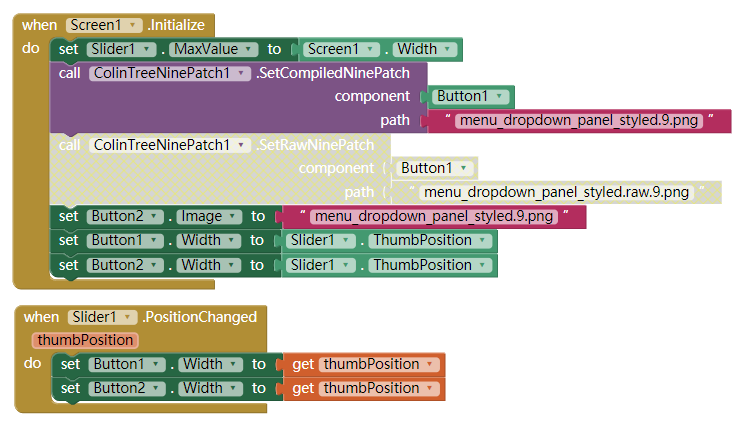 when Screen1 .Initialize
do set Slider1 . MaxValue to Screen1 . Width
call ColinTreeNinePatch1 .SetCompiledNinePatch
component Button1
path " menu_dropdown_panel_styled.9.png "
call ColinTreeNinePatch1 .SetRawNinePatch
component Button1
path " menu_dropdown_panel_styled.raw.9.png "
set Button2 . Image to " menu_dropdown_panel_styled.9.png "
set Button1 . Width to Slider1 . ThumbPosition
set Button2 . Width to Slider1 . ThumbPosition
when Slider1 .PositionChanged
thumbPosition
do set Button1 . Width to get thumbPosition
set Button2 . Width to get thumbPosition